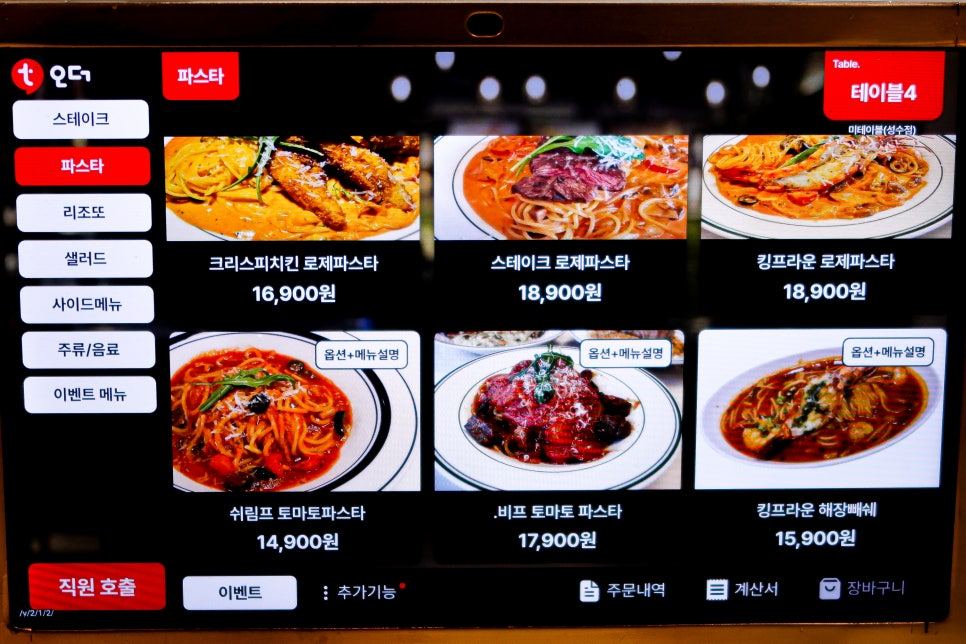 t 오더
파스타
Table.
테이블4
미테이블(성수점)
스테이크
파스타
리조또
샐러드
사이드메뉴
주류/음료
이벤트 메뉴
크리스피치킨 로제파스타
16,900원
스테이크 로제파스타
18,900원
킹프라운 로제파스타
18,900원
옵션+메뉴설명
쉬림프 토마토파스타
14,900원
옵션+메뉴설명
.비프 토마토 파스타
17,900원
옵션+메뉴설명
킹프라운 해장빼쉐
15,900원
직원 호출
이벤트
추가기능
주문내역
계산서
장바구니
/v/2/1/2/